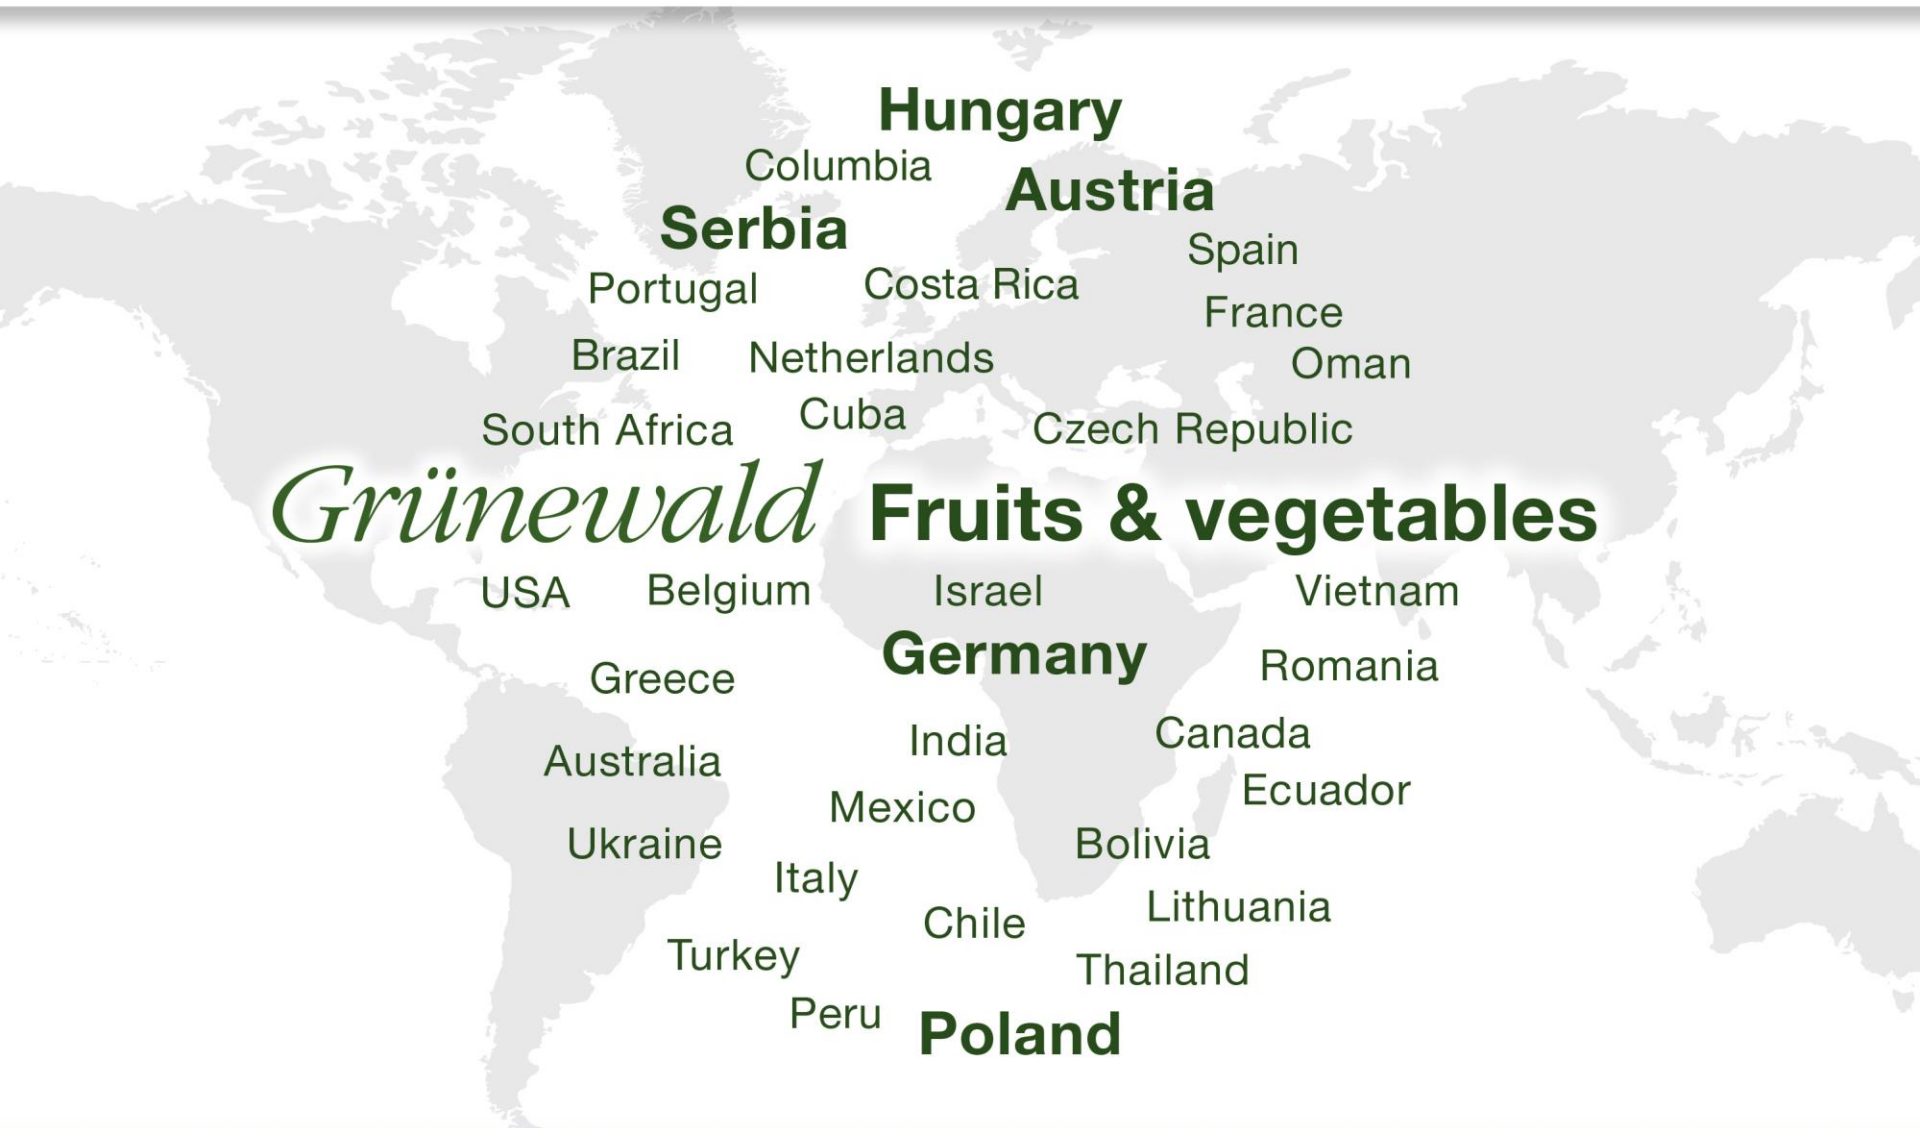 Hungary
Columbia
Austria
Serbia
Spain
Portugal Costa Rica
France
Brazil Netherlands Oman
South Africa Cuba Czech Republic
Grünewald Fruits & vegetables
USA Belgium Israel Vietnam
Germany
Greece Romania
India Canada
Australia
Ecuador
Mexico
Ukraine Bolivia
Italy
Lithuania
Chile
Turkey
Thailand
Peru
Poland